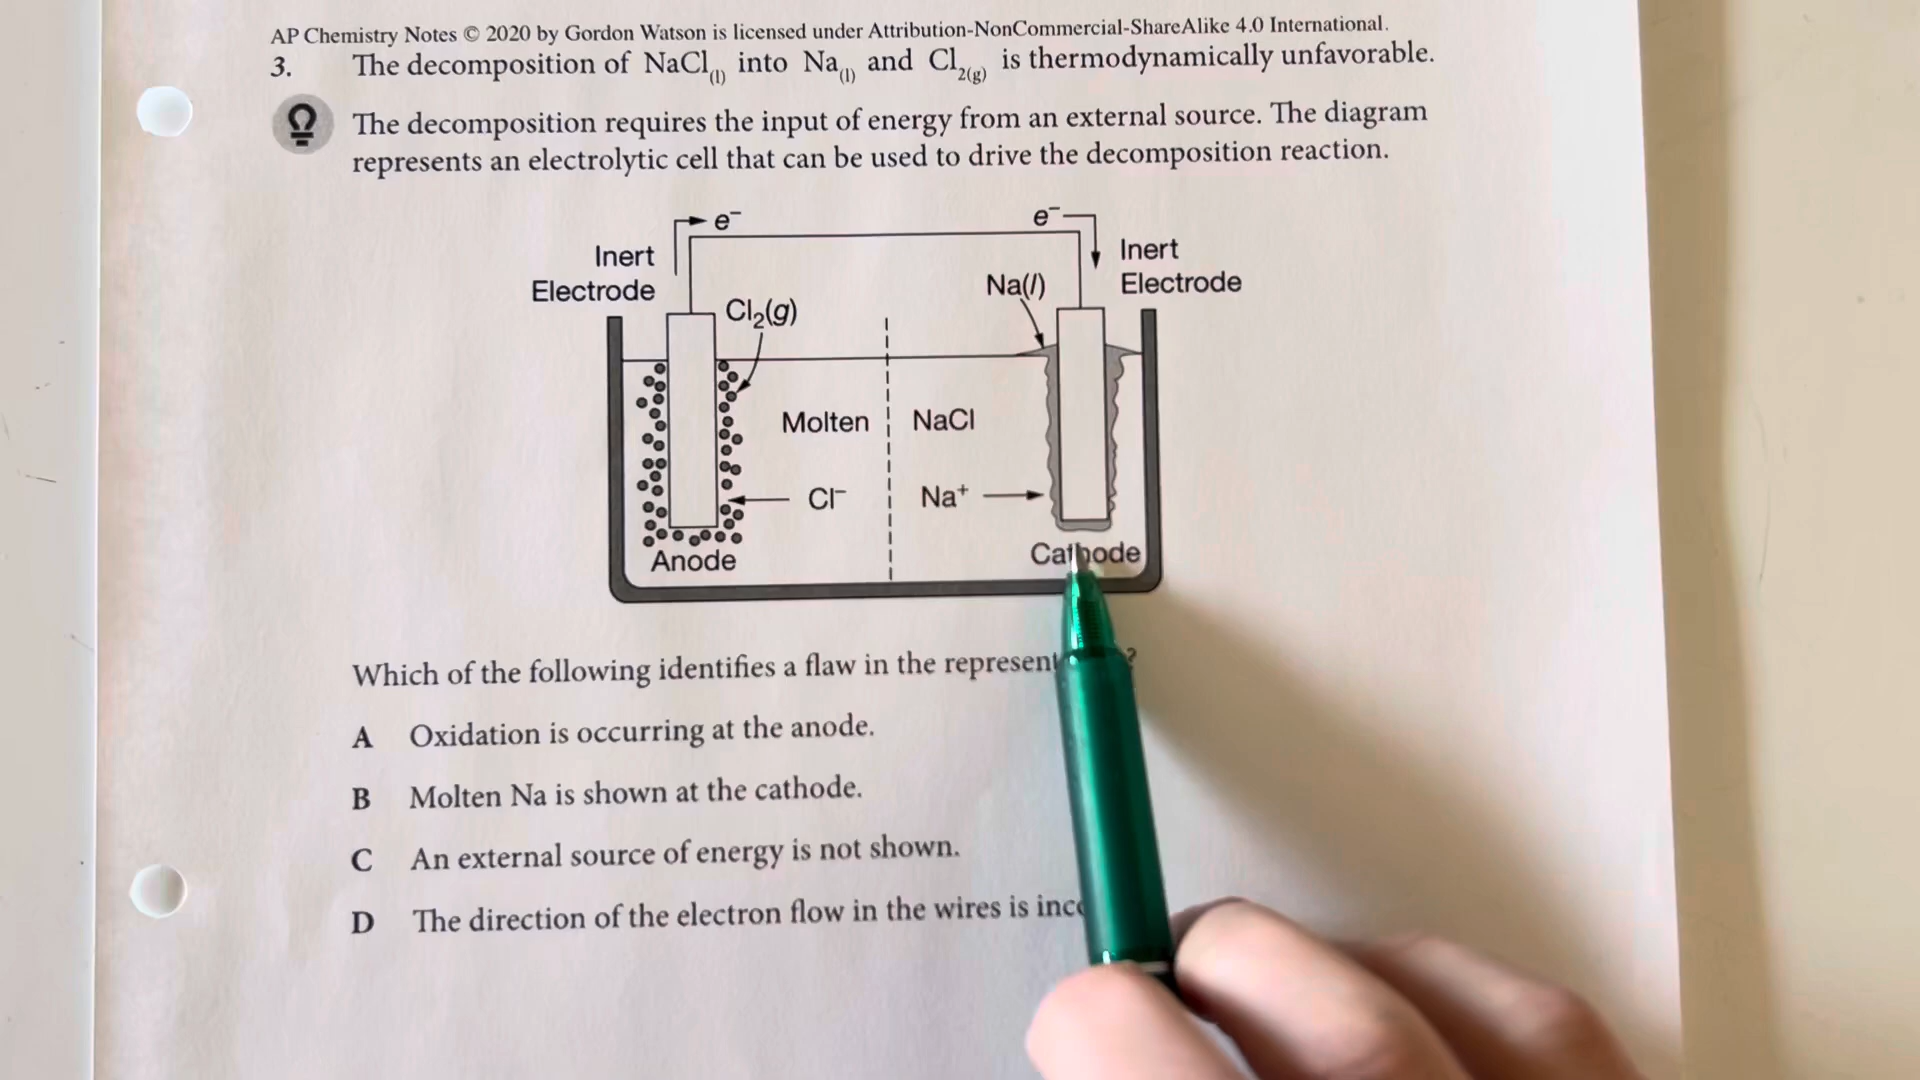 AP Chemistry Notes © 2020 by Gordon Watson is licensed under Attribution-NonCommercial-ShareAlike 4.0 International.
3. The decomposition of NaCl(l) into Na(l) and Cl2(g) is thermodynamically unfavorable.
The decomposition requires the input of energy from an external source. The diagram
represents an electrolytic cell that can be used to drive the decomposition reaction.
e⁻ e⁻
Inert Electrode
Inert Electrode
Cl₂(g)
Na(l)
Molten NaCl
Cl⁻ Na⁺
Anode
Cathode
Which of the following identifies a flaw in the ?
A Oxidation is occurring at the anode.
B Molten Na is shown at the cathode.
C An external source of energy is not shown.
D The direction of the electron flow in the wires is